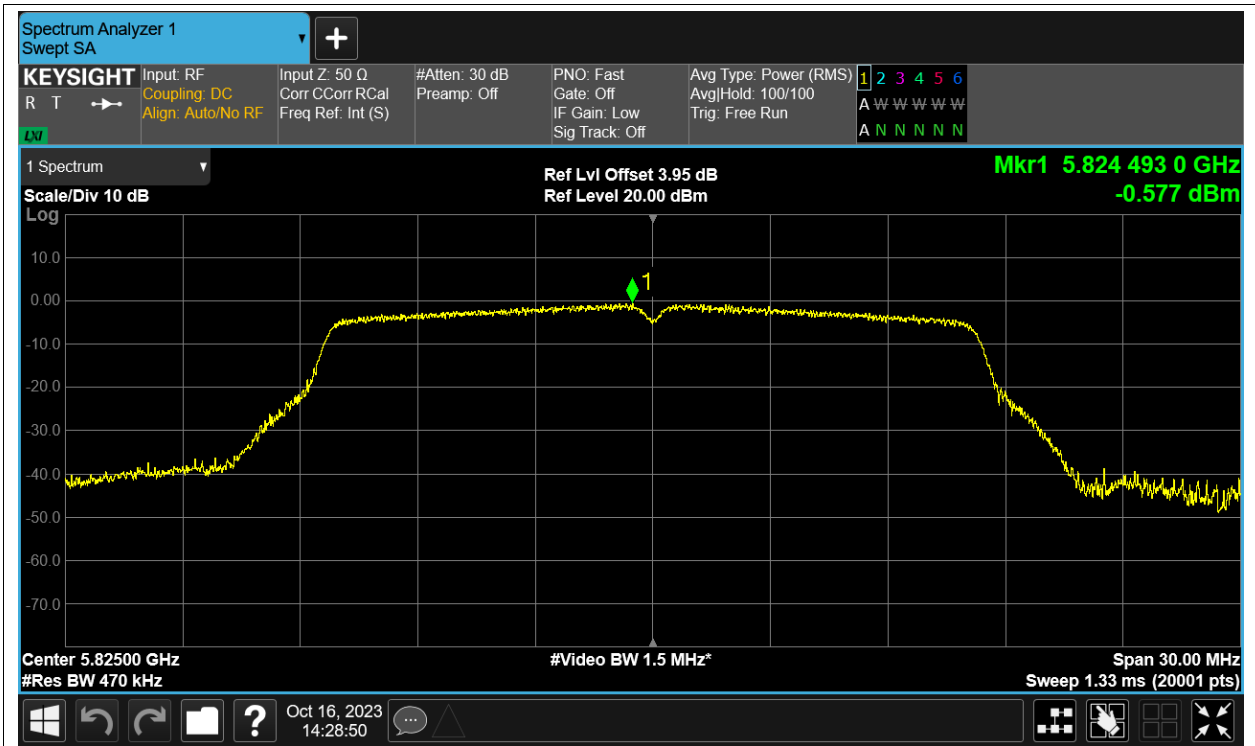 Spectrum Analyzer 1
Swept SA
KEYSIGHT
R T
LXI
Input: RF
Coupling: DC
Align: Auto/No RF
Input Z: 50 Ω
Corr CCorr RCal
Freq Ref: Int (S)
#Atten: 30 dB
Preamp: Off
PNO: Fast
Gate: Off
IF Gain: Low
Sig Track: Off
Avg Type: Power (RMS)
Avg|Hold: 100/100
Trig: Free Run
1 2 3 4 5 6
A W W W W W
A N N N N N
1 Spectrum
Scale/Div 10 dB
Log
Ref Lvl Offset 3.95 dB
Ref Level 20.00 dBm
Mkr1 5.824 493 0 GHz
-0.577 dBm
1
10.0
0.00
-10.0
-20.0
-30.0
-40.0
-50.0
-60.0
-70.0
Center 5.82500 GHz
#Res BW 470 kHz
#Video BW 1.5 MHz*
Span 30.00 MHz
Sweep 1.33 ms (20001 pts)
?
Oct 16, 2023
14:28:50